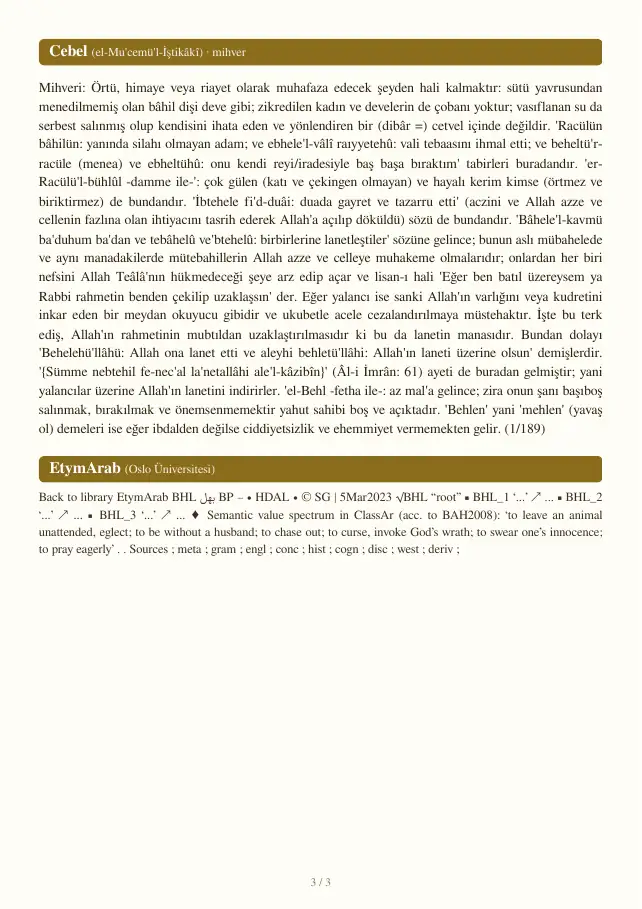 Cebel (el-Mu'cemü'l-İştikâkî) · mihver
Mihveri: Örtü, himaye veya riayet olarak muhafaza edecek şeyden hali kalmaktır: sütü yavrusundan
menedilmemiş olan bâhil dişi deve gibi; zikredilen kadın ve develerin de çobanı yoktur; vasıflanan su da
serbest salınmış olup kendisini ihata eden ve yönlendiren bir (dibâr =) cetvel içinde değildir. 'Racülün
bâhilün: yanında silahı olmayan adam; ve ebhele'l-vâlî raıyyetehû: vali tebaasını ihmal etti; ve beheltü'r-
racüle (menea) ve ebheltühû: onu kendi reyi/iradesiyle baş başa bıraktım' tabirleri buradandır. 'er-
Racülü'l-bühlûl -damme ile-': çok gülen (katı ve çekingen olmayan) ve hayalı kerim kimse (örtmez ve
biriktirmez) de bundandır. 'İbtehele fi'd-duâi: duada gayret ve tazarru etti' (aczini ve Allah azze ve
cellenin fazlına olan ihtiyacını tasrih ederek Allah'a açılıp döküldü) sözü de bundandır. 'Bâhele'l-kavmü
ba'duhum ba'dan ve tebâhelû ve'btehelû: birbirlerine lanetleştiler' sözüne gelince; bunun aslı mübahelede
ve aynı manadakilerde mütebahillerin Allah azze ve celleye muhakeme olmalarıdır; onlardan her biri
nefsini Allah Teâlâ'nın hükmedeceği şeye arz edip açar ve lisan-ı hali 'Eğer ben batıl üzereysem ya
Rabbi rahmetin benden çekilip uzaklaşsın' der. Eğer yalancı ise sanki Allah'ın varlığını veya kudretini
inkar eden bir meydan okuyucu gibidir ve ukubetle acele cezalandırılmaya müstehaktır. İşte bu terk
ediş, Allah'ın rahmetinin mubtıldan uzaklaştırılmasıdır ki bu da lanetin manasıdır. Bundan dolayı
'Behelehü'llâhü: Allah ona lanet etti ve aleyhi behletü'llâhi: Allah'ın laneti üzerine olsun' demişlerdir.
'{Sümme nebtehil fe-nec'al la'netallâhi ale'l-kâzibîn}' (Âl-i İmrân: 61) ayeti de buradan gelmiştir; yani
yalancılar üzerine Allah'ın lanetini indirirler. 'el-Behl -fetha ile-: az mal'a gelince; zira onun şanı başıboş
salınmak, bırakılmak ve önemsenmemektir yahut sahibi boş ve açıktadır. 'Behlen' yani 'mehlen' (yavaş
ol) demeleri ise eğer ibdalden değilse ciddiyetsizlik ve ehemmiyet vermemekten gelir. (1/189)
EtymArab (Oslo Üniversitesi)
Back to library EtymArab BHL بهل BP – • HDAL • © SG | 5Mar2023 √BHL “root” ▪ BHL_1 ‘...’ ↗ ... ▪ BHL_2
‘...’ ↗ ... ▪ BHL_3 ‘...’ ↗ ... ♦ Semantic value spectrum in ClassAr (acc. to BAH2008): ‘to leave an animal
unattended, eglect; to be without a husband; to chase out; to curse, invoke God’s wrath; to swear one’s innocence;
to pray eagerly’ . . Sources ; meta ; gram ; engl ; conc ; hist ; cogn ; disc ; west ; deriv ;
3 / 3